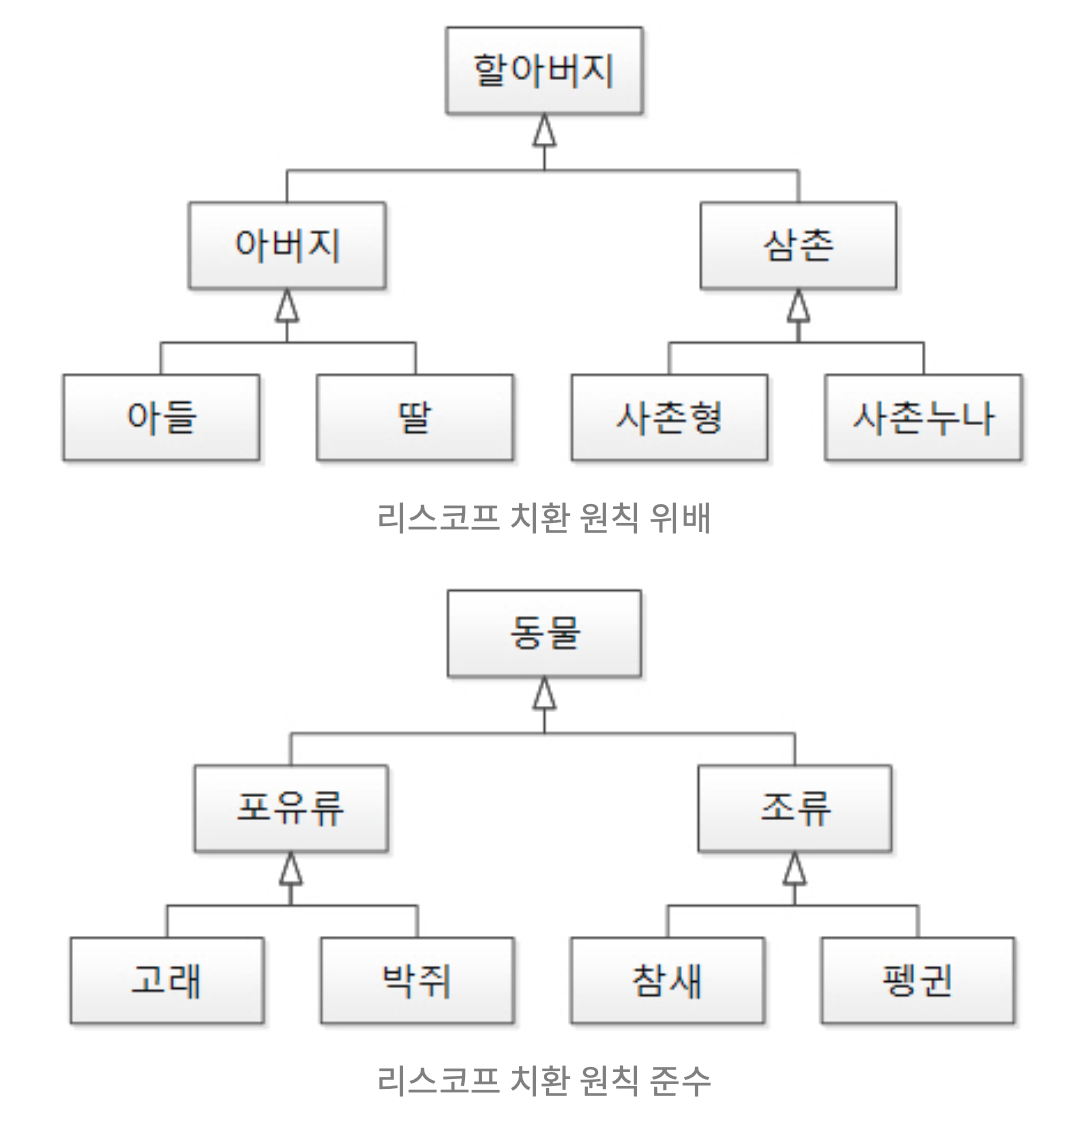 할아버지
아버지
삼촌
아들
딸
사촌형
사촌누나
리스코프 치환 원칙 위배
동물
포유류
조류
고래
박쥐
참새
펭귄
리스코프 치환 원칙 준수